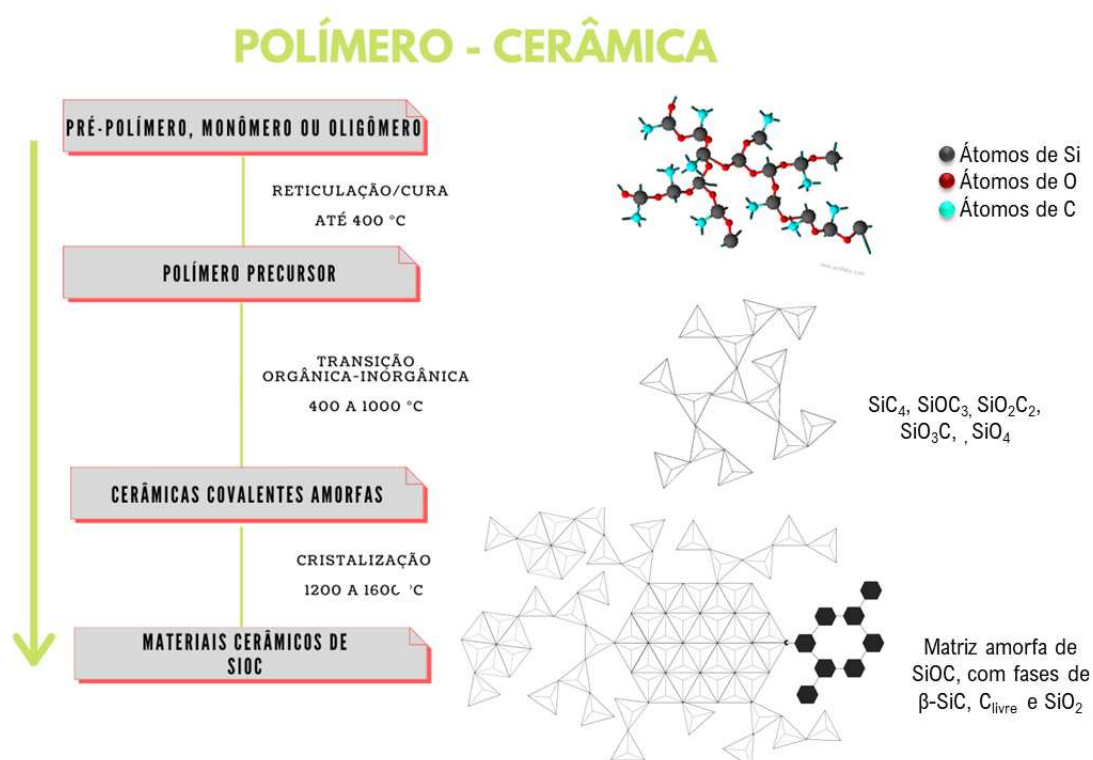 POLÍMERO - CERÂMICA
PRÉ-POLÍMERO, MONÔMERO OU OLIGÔMERO
RETICULAÇÃO/CURA
ATÉ 400 °C
POLÍMERO PRECURSOR
TRANSIÇÃO
ORGÂNICA-INORGÂNICA
400 A 1000 °C
CERÂMICAS COVALENTES AMORFAS
CRISTALIZAÇÃO
1200 A 1600 °C
MATERIAIS CERÂMICOS DE
SIOC
Átomos de Si
Átomos de O
Átomos de C
SiC₄, SiOC₃, SiO₂C₂,
SiO₃C, , SiO₄
Matriz amorfa de
SiOC, com fases de
β-SiC, Clivre e SiO₂